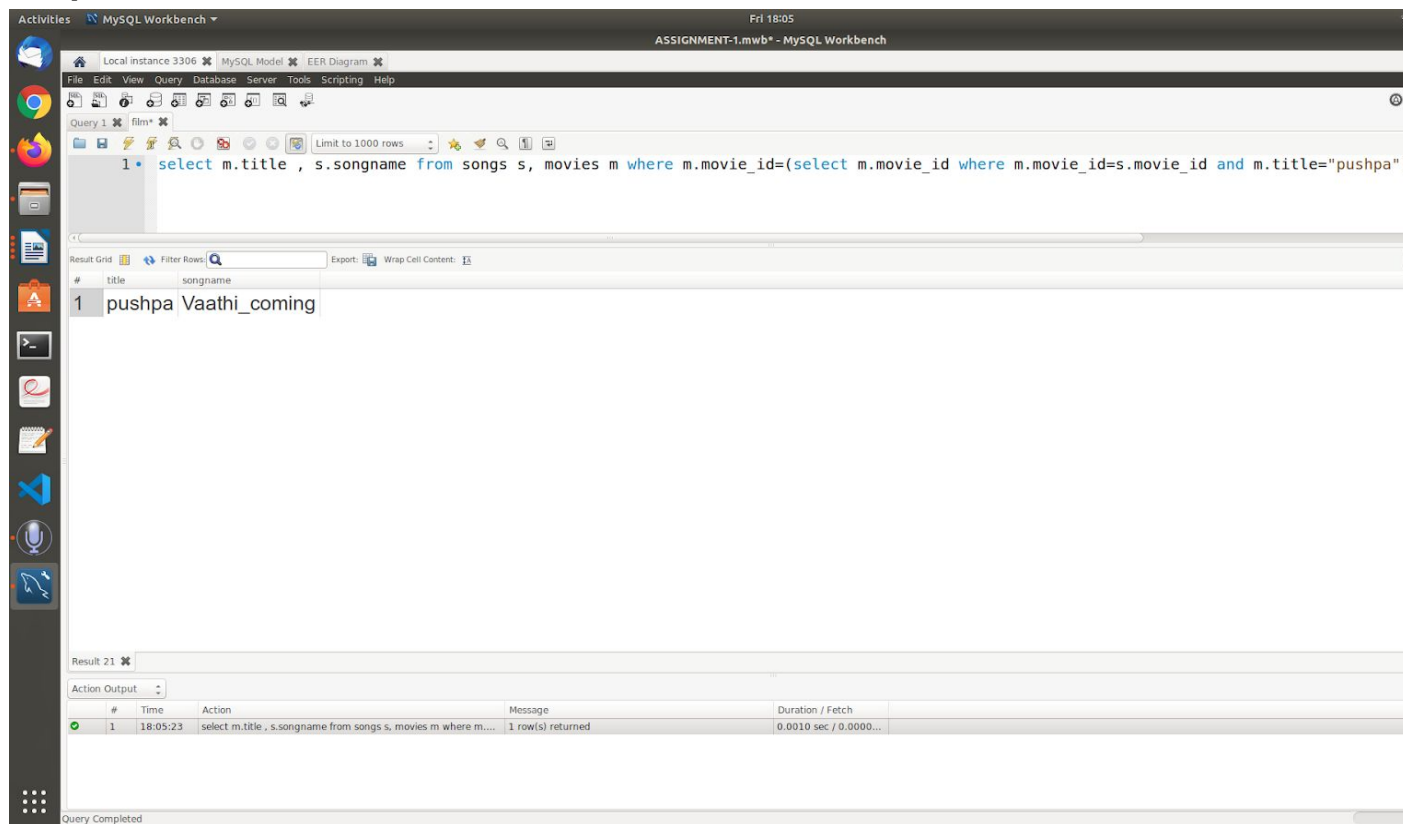 Activities MySQL Workbench Fri 18:05
ASSIGNMENT-1.mwb* - MySQL Workbench
Local instance 3306 MySQL Model EER Diagram
File Edit View Query Database Server Tools Scripting Help
Query 1 film*
Limit to 1000 rows
1 select m.title , s.songname from songs s, movies m where m.movie_id=(select m.movie_id where m.movie_id=s.movie_id and m.title="pushpa"
Result Grid Filter Rows: Export: Wrap Cell Content:
# title songname
1 pushpa Vaathi_coming
Result 21
Action Output
# Time Action Message Duration / Fetch
1 18:05:23 select m.title , s.songname from songs s, movies m where m.... 1 row(s) returned 0.0010 sec / 0.0000...
Query Completed